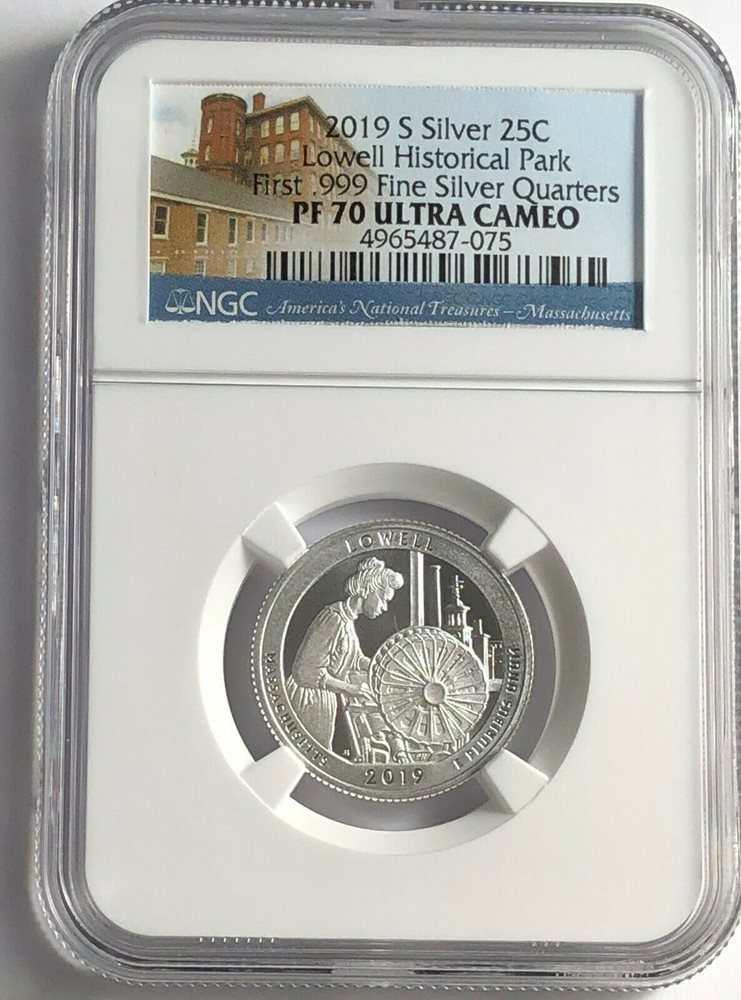 2019 S Silver 25C
Lowell Historical Park
First .999 Fine Silver Quarters
PF 70 ULTRA CAMEO
4965487-075
NGC America's National Treasures – Massachusetts
LOWELL
MASSACHUSETTS
2019
E PLURIBUS UNUM